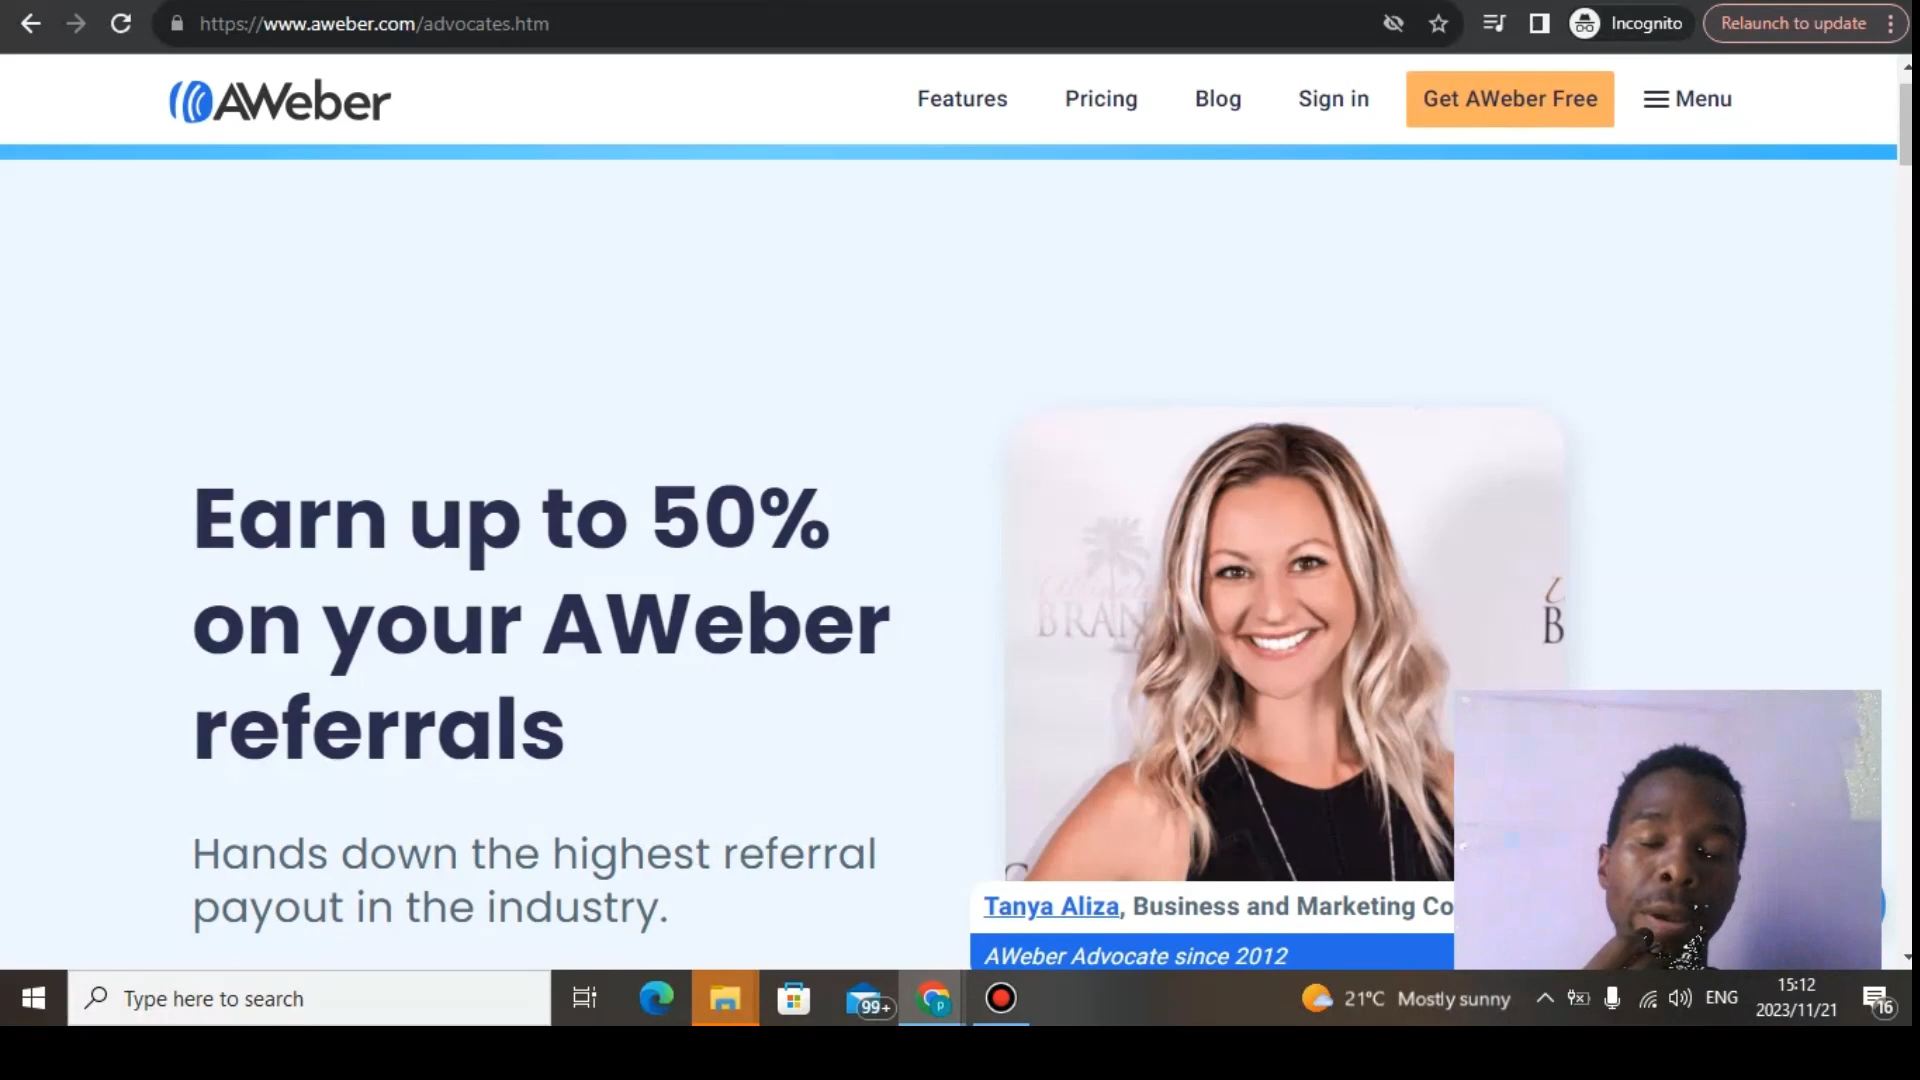 https://www.aweber.com/advocates.htm
Incognito
Relaunch to update
AWeber
Features
Pricing
Blog
Sign in
Get AWeber Free
Menu
Earn up to 50%
on your AWeber
referrals
Hands down the highest referral
payout in the industry.
BRAN
B
Tanya Aliza, Business and Marketing Co
AWeber Advocate since 2012
Type here to search
99+
21°C Mostly sunny
ENG
15:12
2023/11/21
16